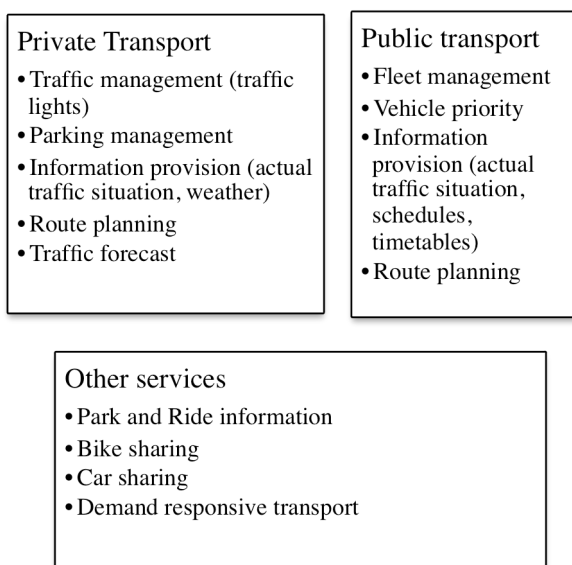 Private Transport
• Traffic management (traffic
lights)
• Parking management
• Information provision (actual
traffic situation, weather)
• Route planning
• Traffic forecast
Public transport
• Fleet management
• Vehicle priority
• Information
provision (actual
traffic situation,
schedules,
timetables)
• Route planning
Other services
• Park and Ride information
• Bike sharing
• Car sharing
• Demand responsive transport